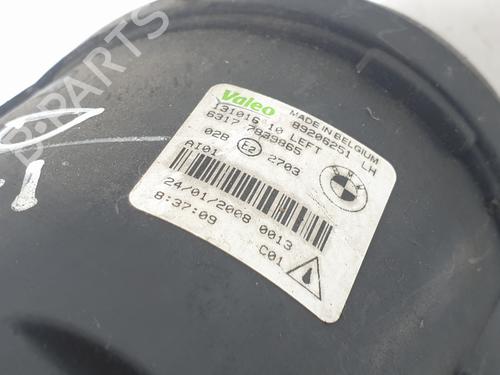 B-PARTS
Valeo
MADE IN BELGIUM
131016 10 89206251 LH
6317 7839865 LEFT
02B E2 2703
AI01
24/01/2008 0013
8:37:09 C01